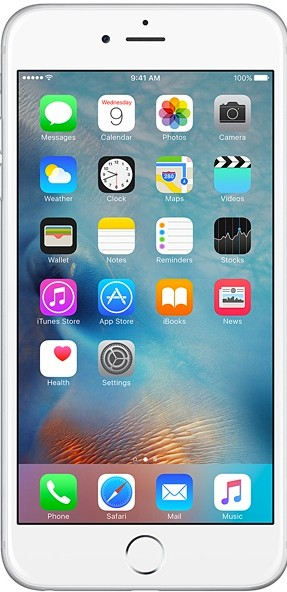 9:41 AM 100%
Wednesday
9
Messages Calendar Photos Camera
280
Weather Clock Maps Videos
Wallet Notes Reminders Stocks
iTunes Store App Store iBooks News
Health Settings
Phone Safari Mail Music